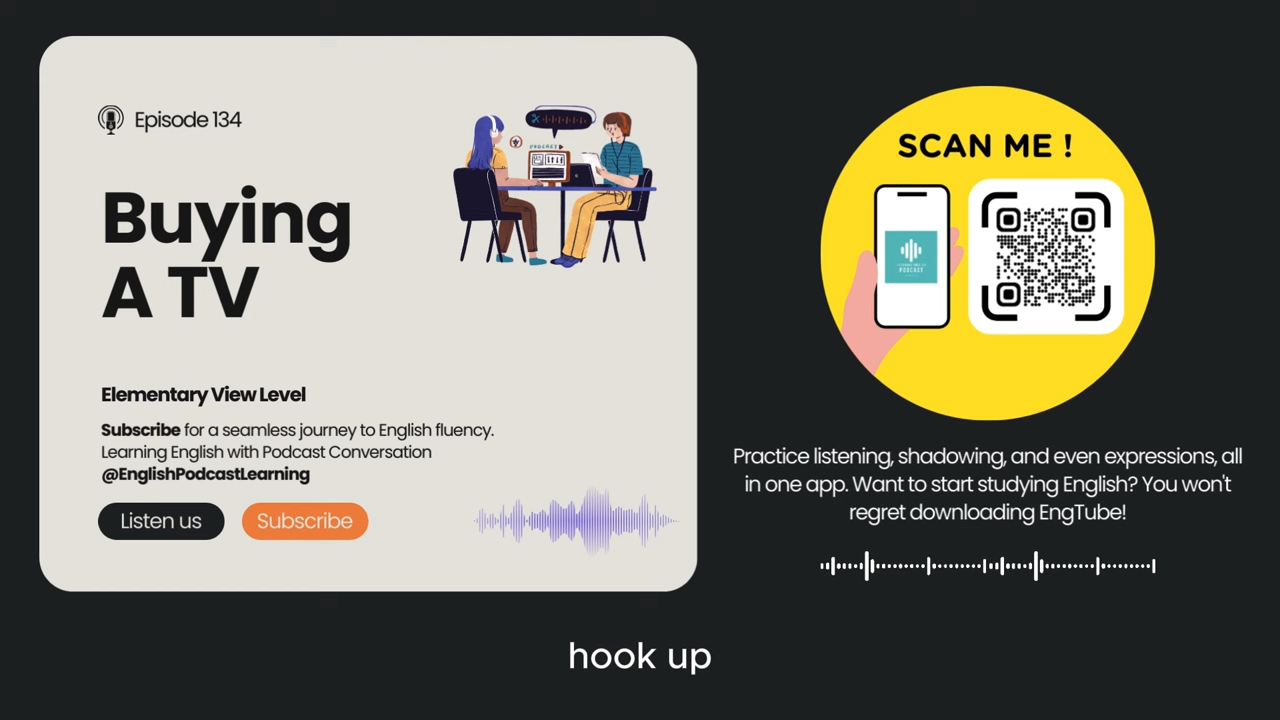 Episode 134
PODCAST
Buying
A TV
Elementary View Level
Subscribe for a seamless journey to English fluency.
Learning English with Podcast Conversation
@EnglishPodcastLearning
Listen us
Subscribe
SCAN ME !
PODCAST
Practice listening, shadowing, and even expressions, all
in one app. Want to start studying English? You won't
regret downloading EngTube!
hook up